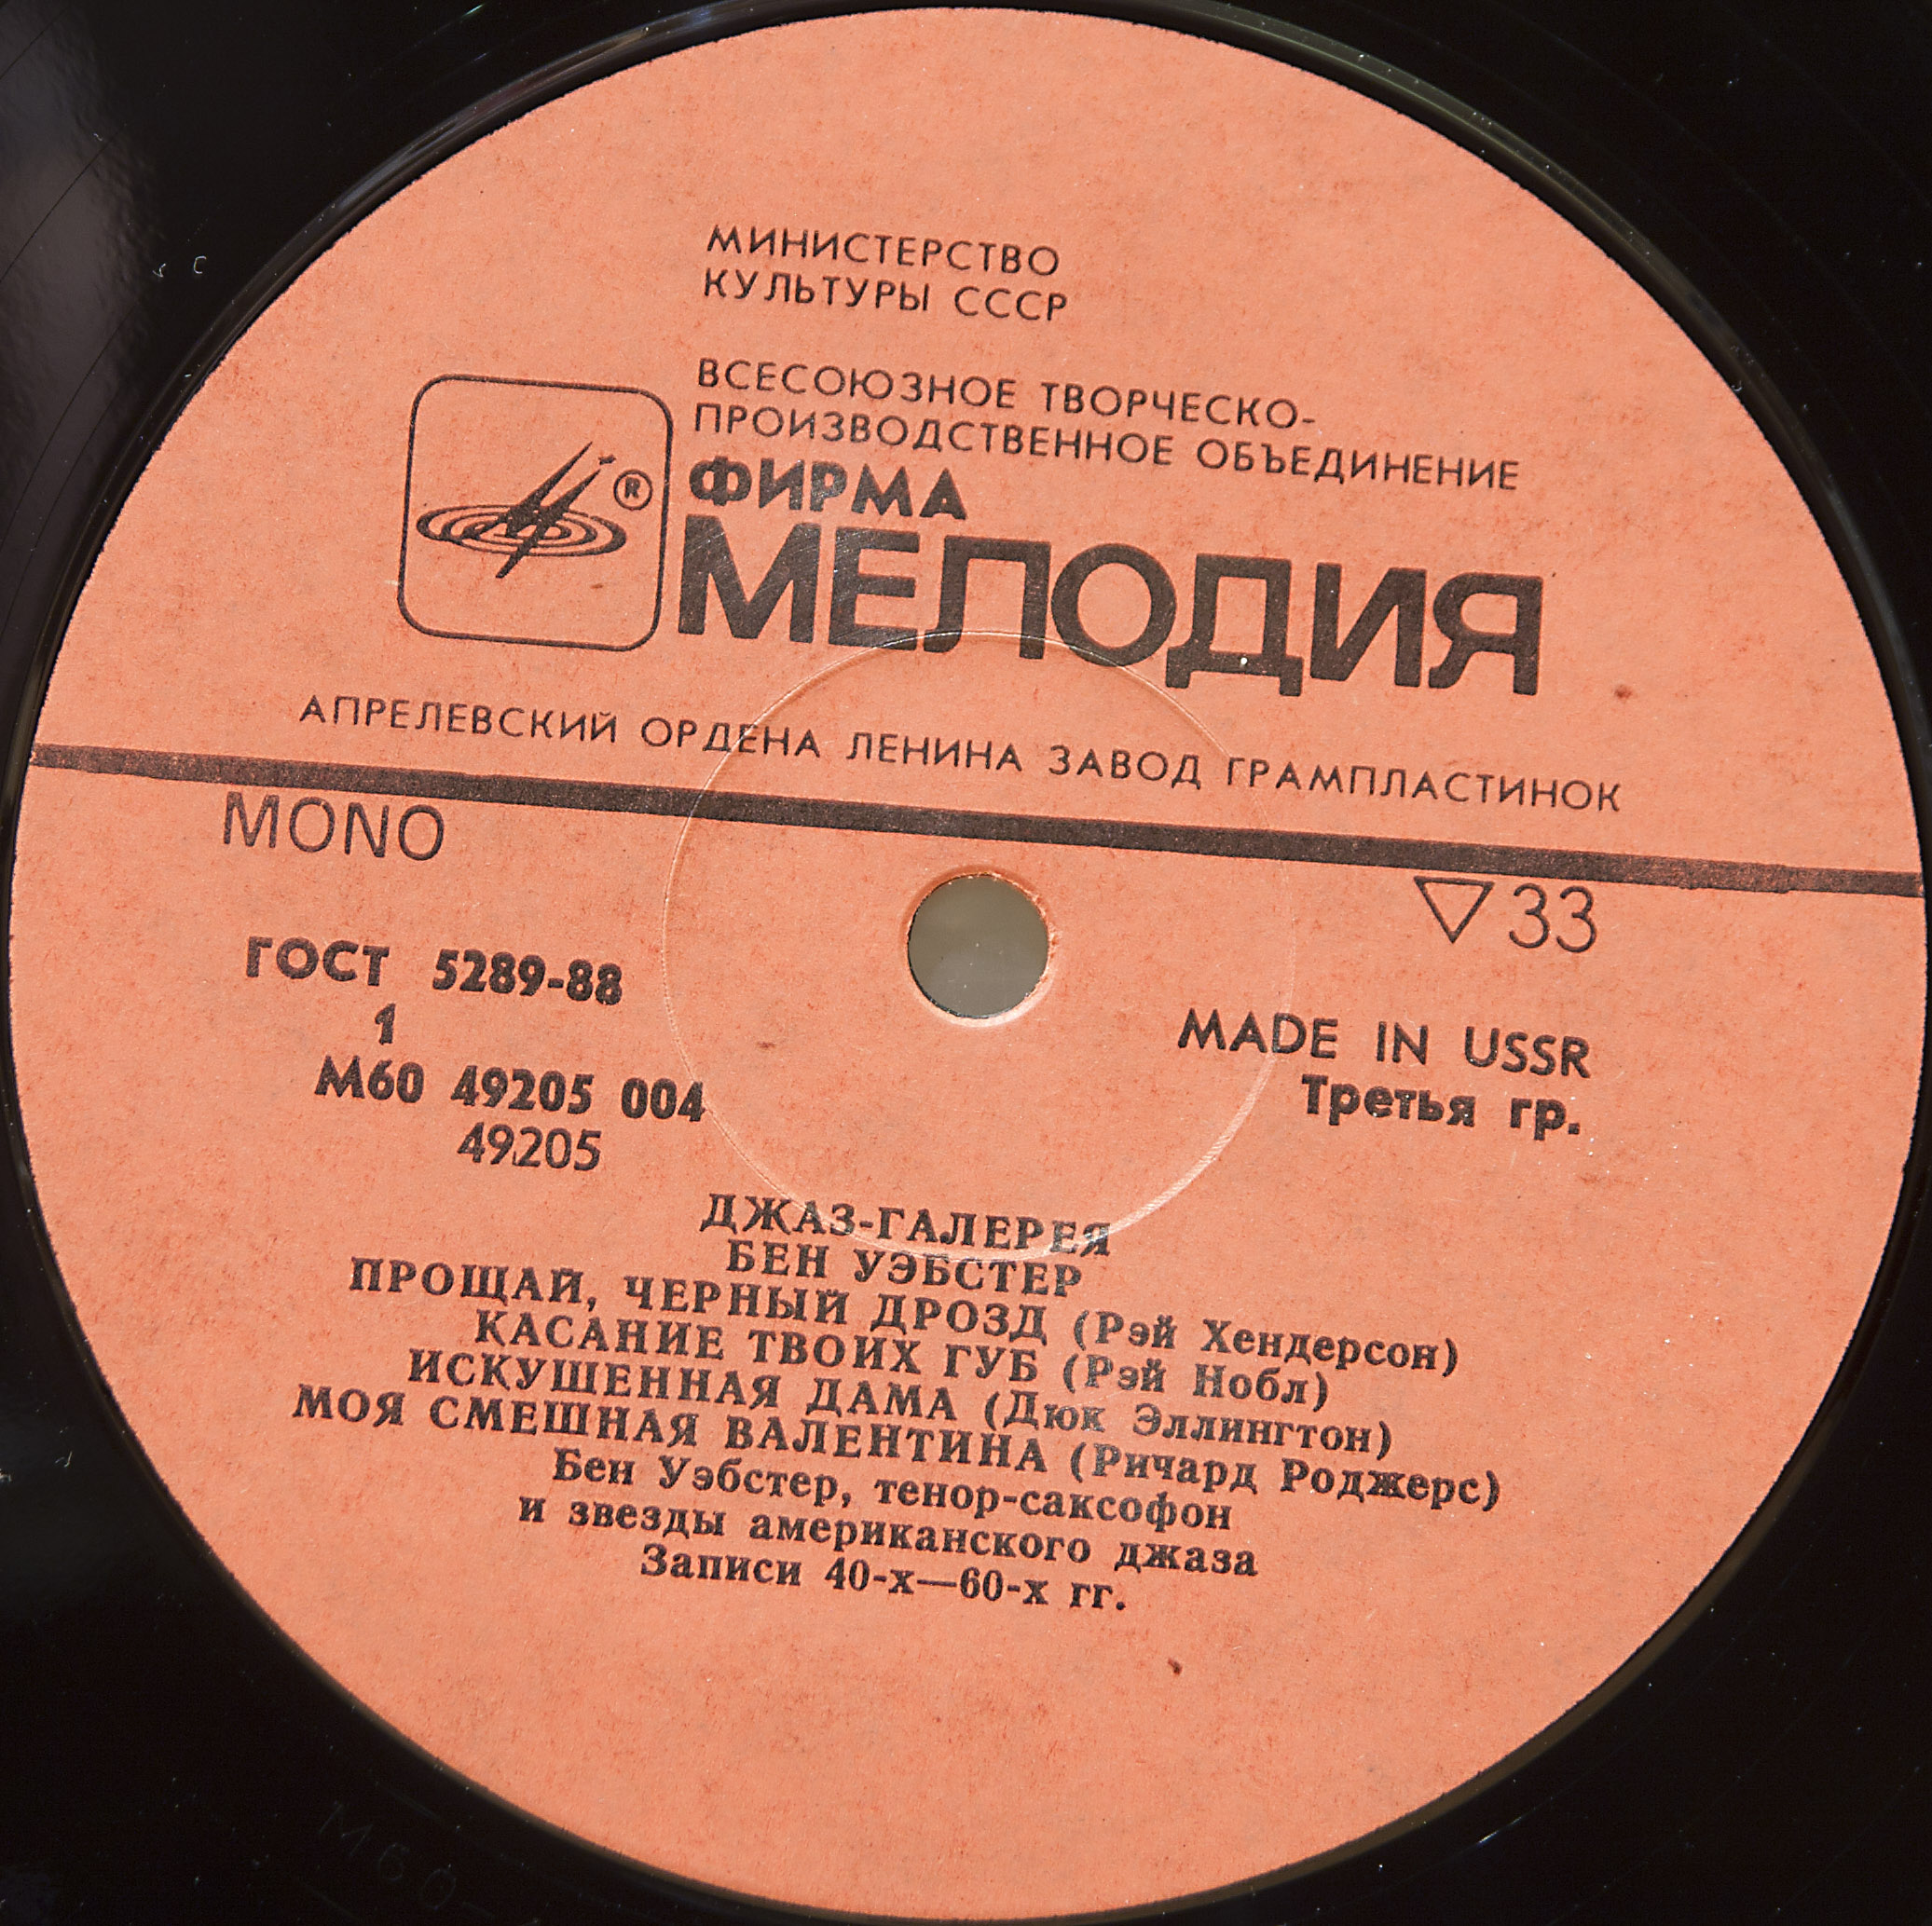 МИНИСТЕРСТВО
КУЛЬТУРЫ СССР
ВСЕСОЮЗНОЕ ТВОРЧЕСКО-
ПРОИЗВОДСТВЕННОЕ ОБЪЕДИНЕНИЕ
ФИРМА
МЕЛОДИЯ
®
АПРЕЛЕВСКИЙ ОРДЕНА ЛЕНИНА ЗАВОД ГРАМПЛАСТИНОК
MONO
▽ 33
ГОСТ 5289-88
1
М60 49205 004
49205
MADE IN USSR
Третья гр.
ДЖАЗ-ГАЛЕРЕЯ
БЕН УЭБСТЕР
ПРОЩАЙ, ЧЕРНЫЙ ДРОЗД (Рэй Хендерсон)
КАСАНИЕ ТВОИХ ГУБ (Рэй Нобл)
ИСКУШЕННАЯ ДАМА (Дюк Эллингтон)
МОЯ СМЕШНАЯ ВАЛЕНТИНА (Ричард Роджерс)
Бен Уэбстер, тенор-саксофон
и звезды американского джаза
Записи 40-х—60-х гг.
М60-